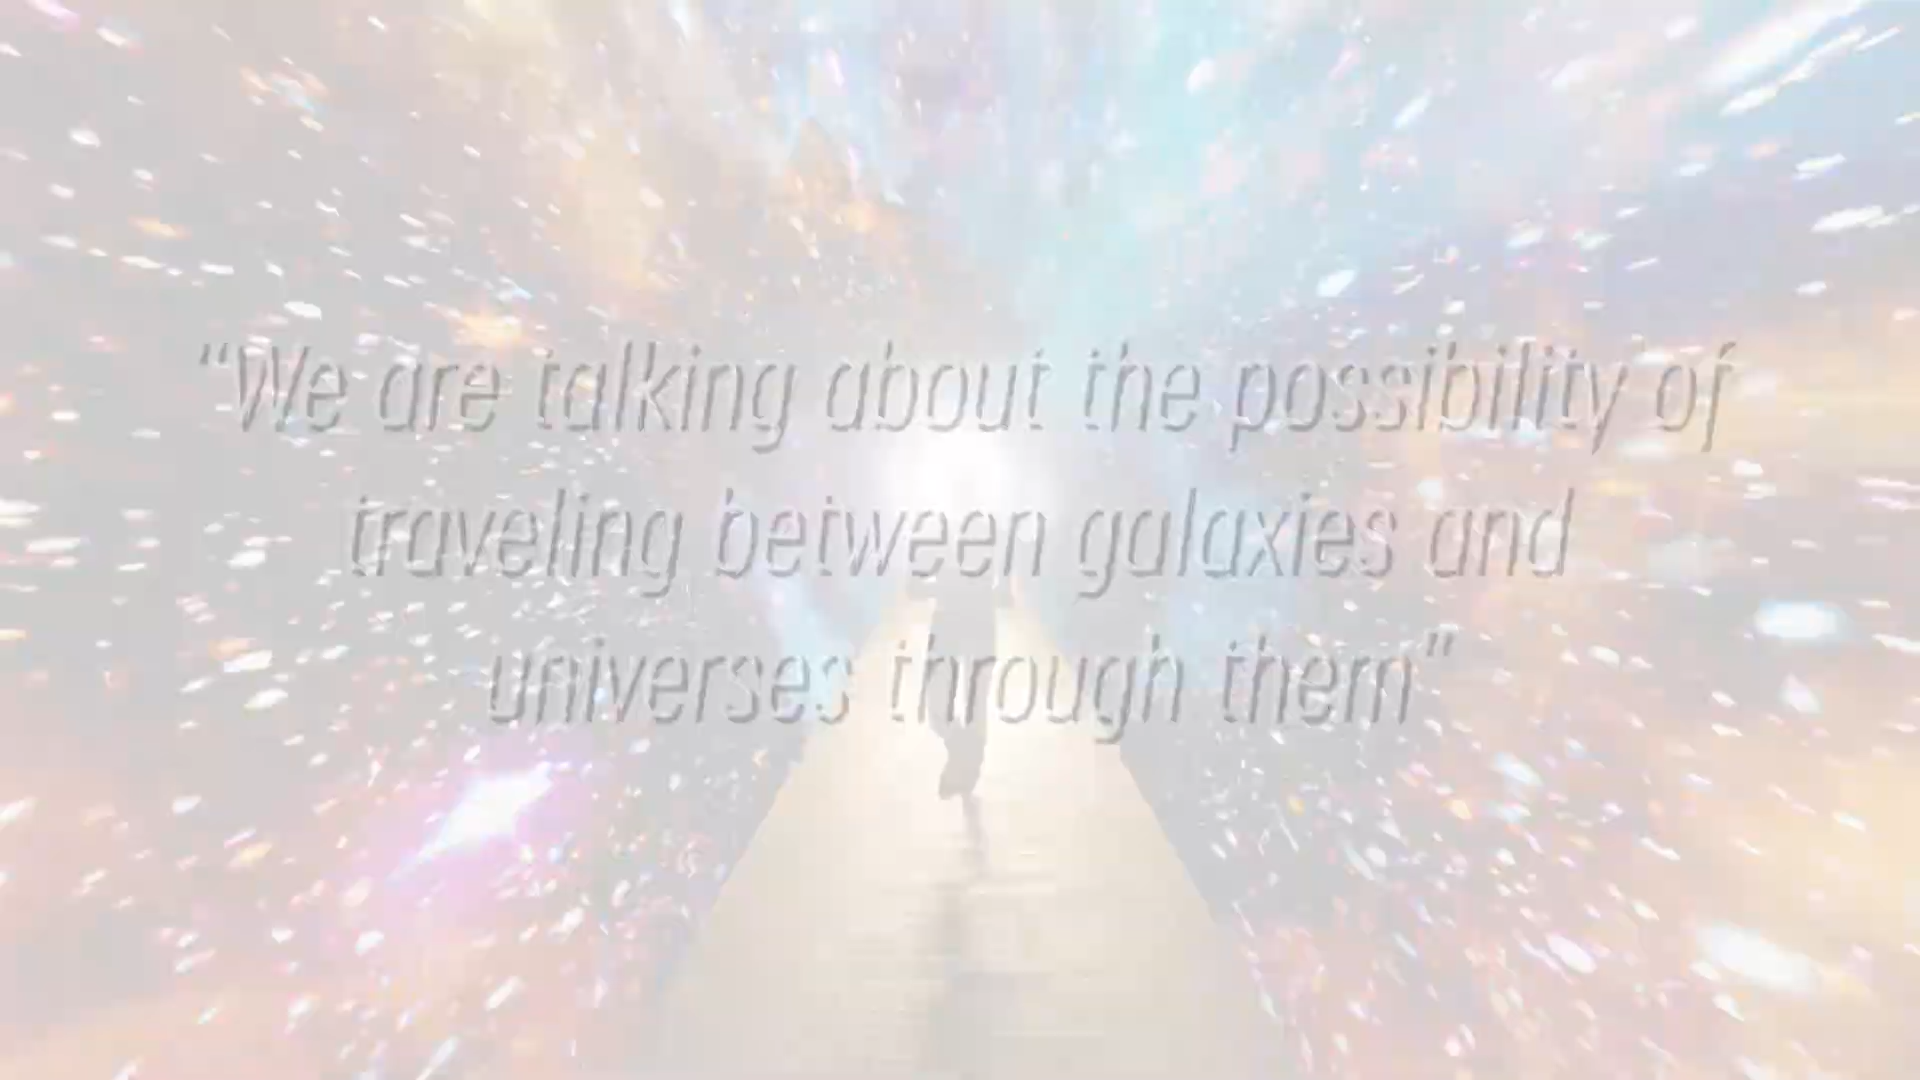 “We are talking about the possibility of
traveling between galaxies and
universes through them”